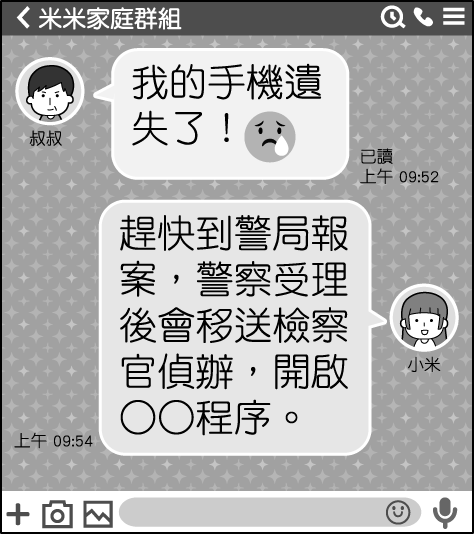 米米家庭群組
我的手機遺
失了！
叔叔
已讀
上午 09:52
趕快到警局報
案，警察受理
後會移送檢察
官偵辦，開啟
○○程序。
小米
上午 09:54